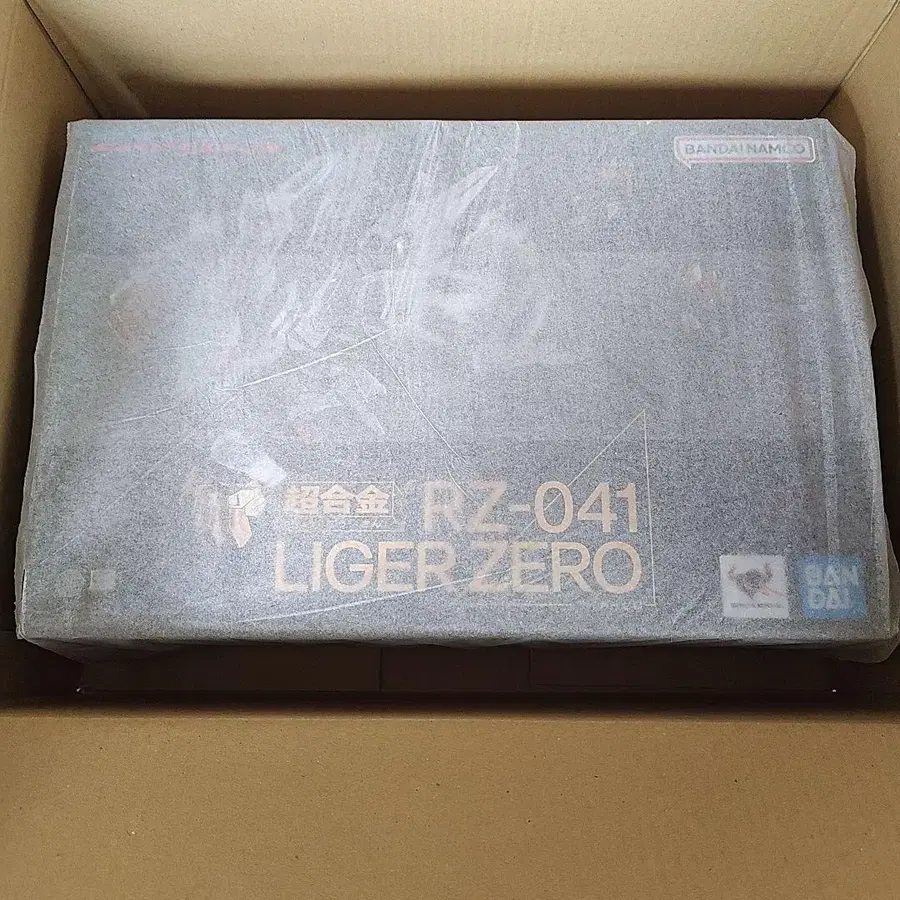 BANDAI NAMCO
超合金 RZ-041
LIGER ZERO
BAN
DAI